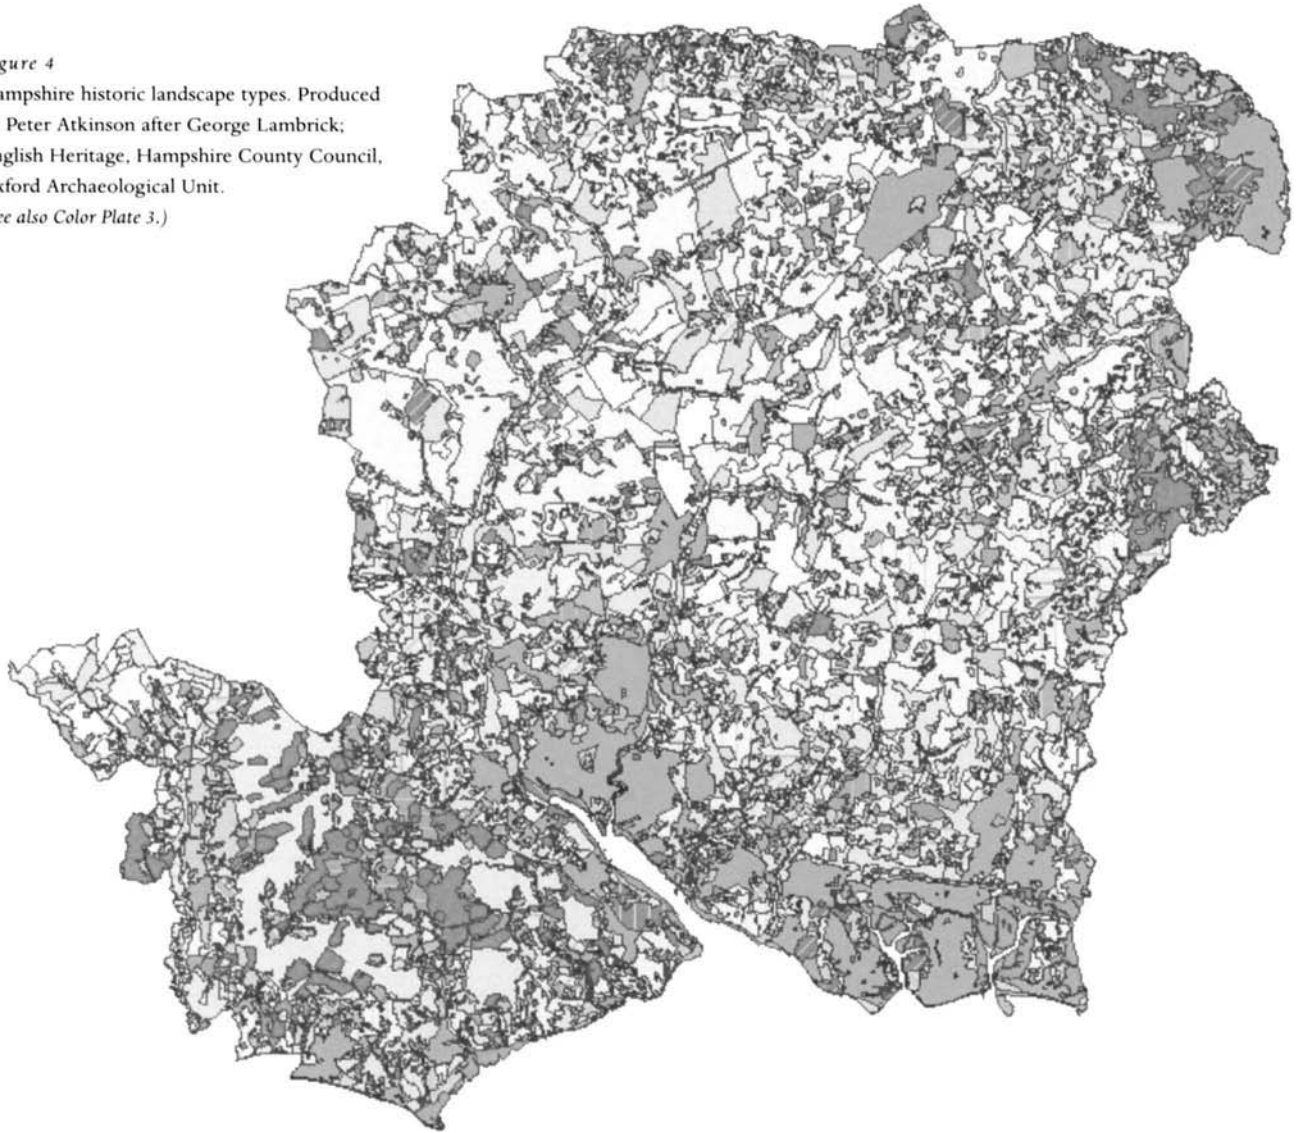 gure 4
ampshire historic landscape types. Produced
Peter Atkinson after George Lambrick;
nglish Heritage, Hampshire County Council,
xford Archaeological Unit.
ee also Color Plate 3.)